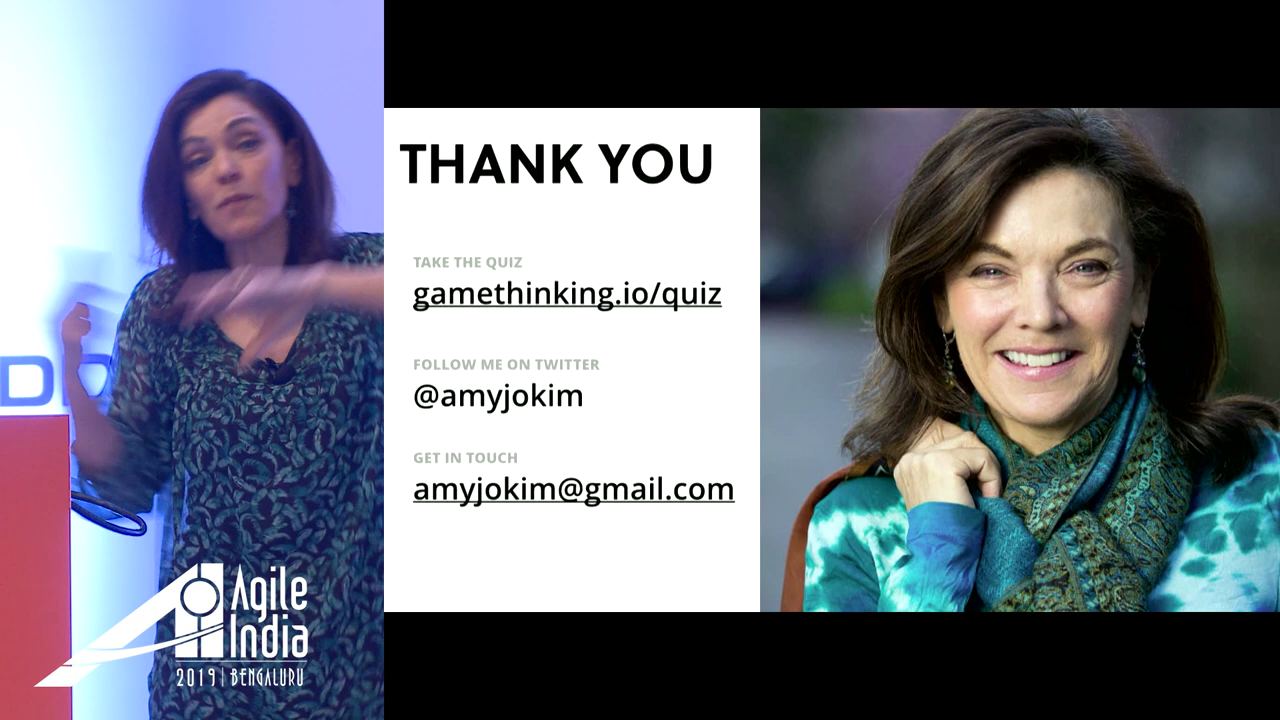 THANK YOU
TAKE THE QUIZ
gamethinking.io/quiz
FOLLOW ME ON TWITTER
@amyjokim
GET IN TOUCH
amyjokim@gmail.com
Agile
India
2019 | BENGALURU